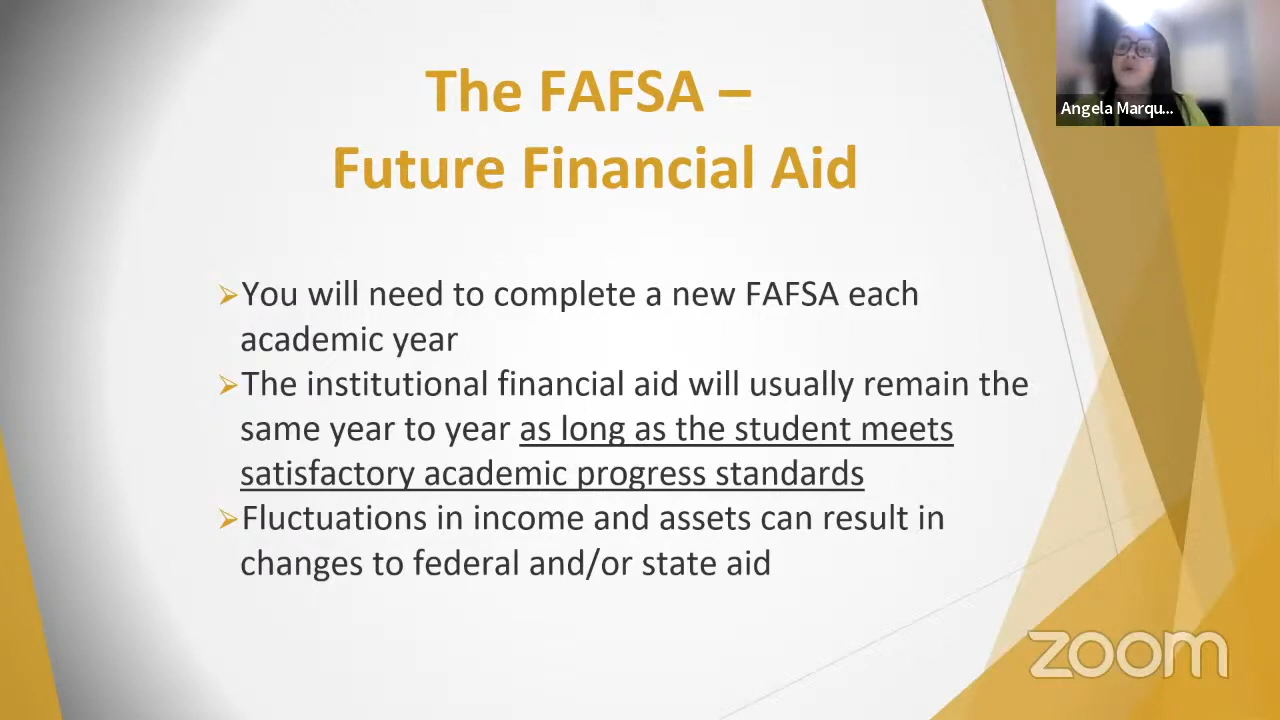 The FAFSA –
Future Financial Aid
Angela Marqu...
You will need to complete a new FAFSA each
academic year
The institutional financial aid will usually remain the
same year to year as long as the student meets
satisfactory academic progress standards
Fluctuations in income and assets can result in
changes to federal and/or state aid
zoom